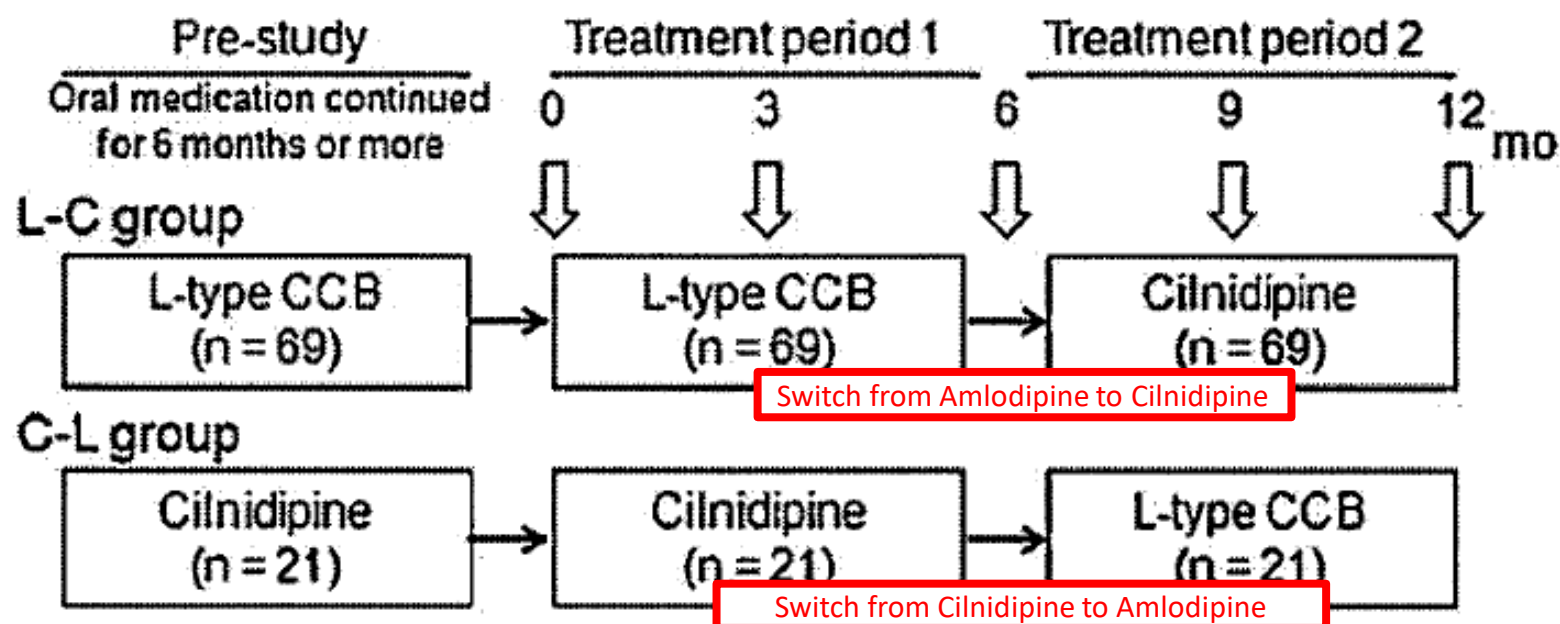 Pre-study Treatment period 1 Treatment period 2
Oral medication continued
for 6 months or more
0 3 6 9 12 mo
L-C group
L-type CCB
(n = 69)
L-type CCB
(n = 69)
Cilnidipine
(n = 69)
Switch from Amlodipine to Cilnidipine
C-L group
Cilnidipine
(n = 21)
Cilnidipine
(n = 21)
L-type CCB
(n = 21)
Switch from Cilnidipine to Amlodipine